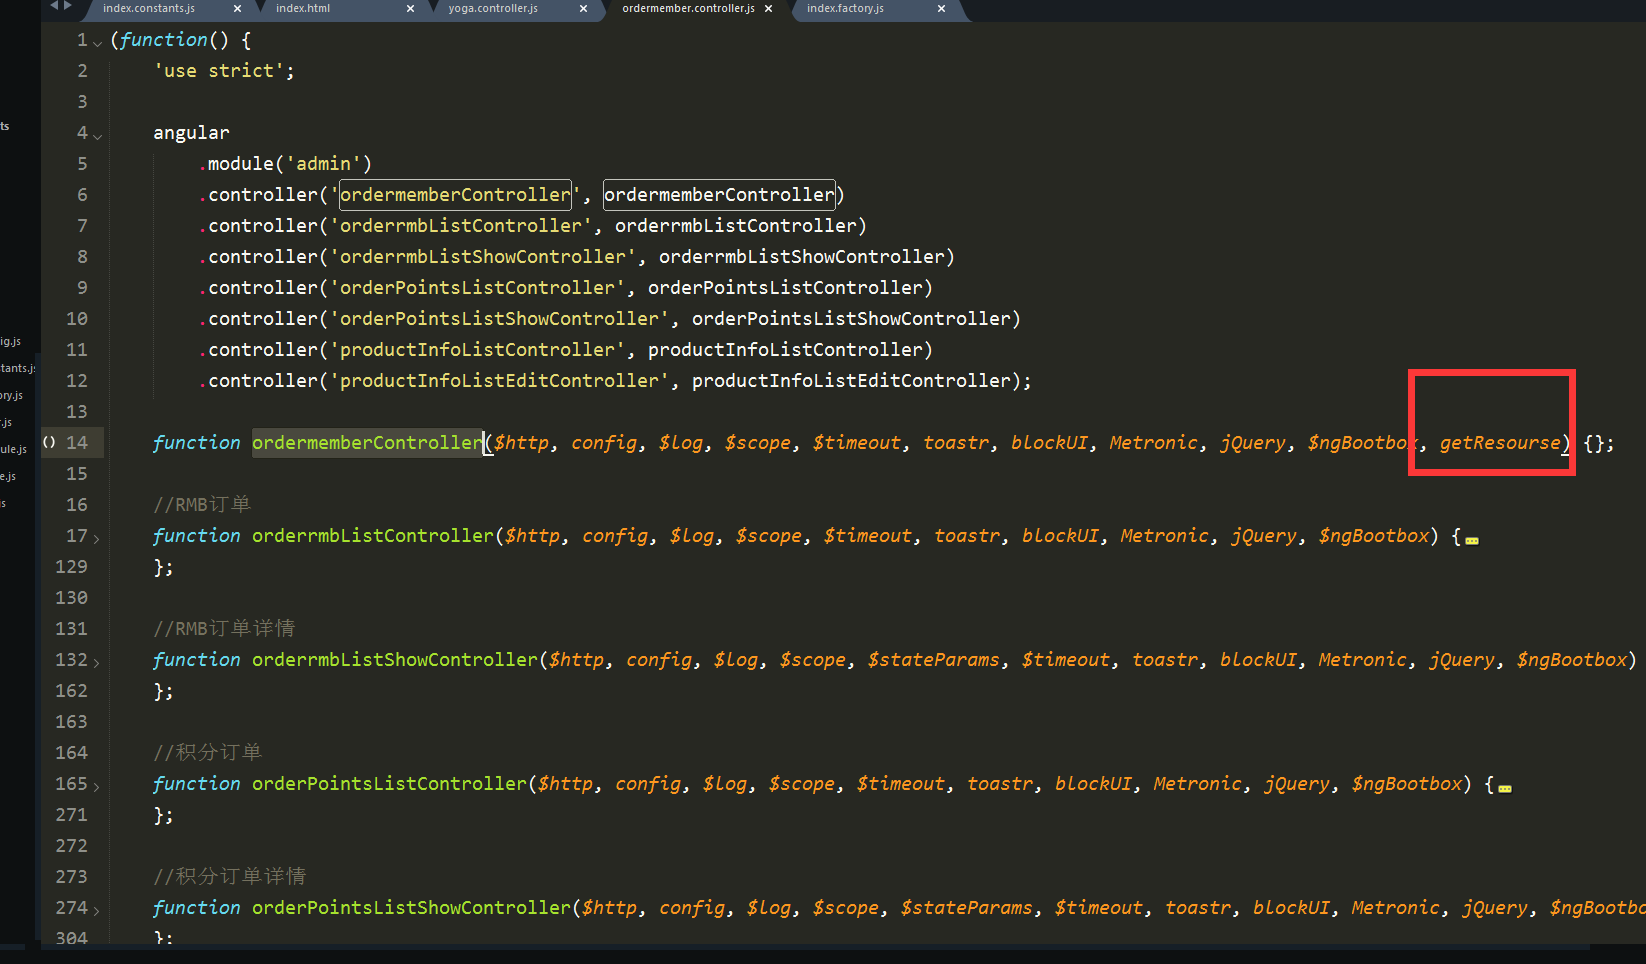 index.constants.js × index.html × yoga.controller.js × ordermember.controller.js × index.factory.js ×
1 (function() {
2 'use strict';
3
ts
4 angular
5 .module('admin')
6 .controller('ordermemberController', ordermemberController)
7 .controller('orderrmbListController', orderrmbListController)
8 .controller('orderrmbListShowController', orderrmbListShowController)
9 .controller('orderPointsListController', orderPointsListController)
10 .controller('orderPointsListShowController', orderPointsListShowController)
ig.js
11 .controller('productInfoListController', productInfoListController)
tants.js
12 .controller('productInfoListEditController', productInfoListEditController);
ory.js
13
r.js
14 function ordermemberController($http, config, $log, $scope, $timeout, toastr, blockUI, Metronic, jQuery, $ngBootbox, getResourse) {};
ule.js
15
e.js
16 //RMB订单
s
17 function orderrmbListController($http, config, $log, $scope, $timeout, toastr, blockUI, Metronic, jQuery, $ngBootbox) {
129 };
130
131 //RMB订单详情
132 function orderrmbListShowController($http, config, $log, $scope, $stateParams, $timeout, toastr, blockUI, Metronic, jQuery, $ngBootbox)
162 };
163
164 //积分订单
165 function orderPointsListController($http, config, $log, $scope, $timeout, toastr, blockUI, Metronic, jQuery, $ngBootbox) {
271 };
272
273 //积分订单详情
274 function orderPointsListShowController($http, config, $log, $scope, $stateParams, $timeout, toastr, blockUI, Metronic, jQuery, $ngBootbo
304 };